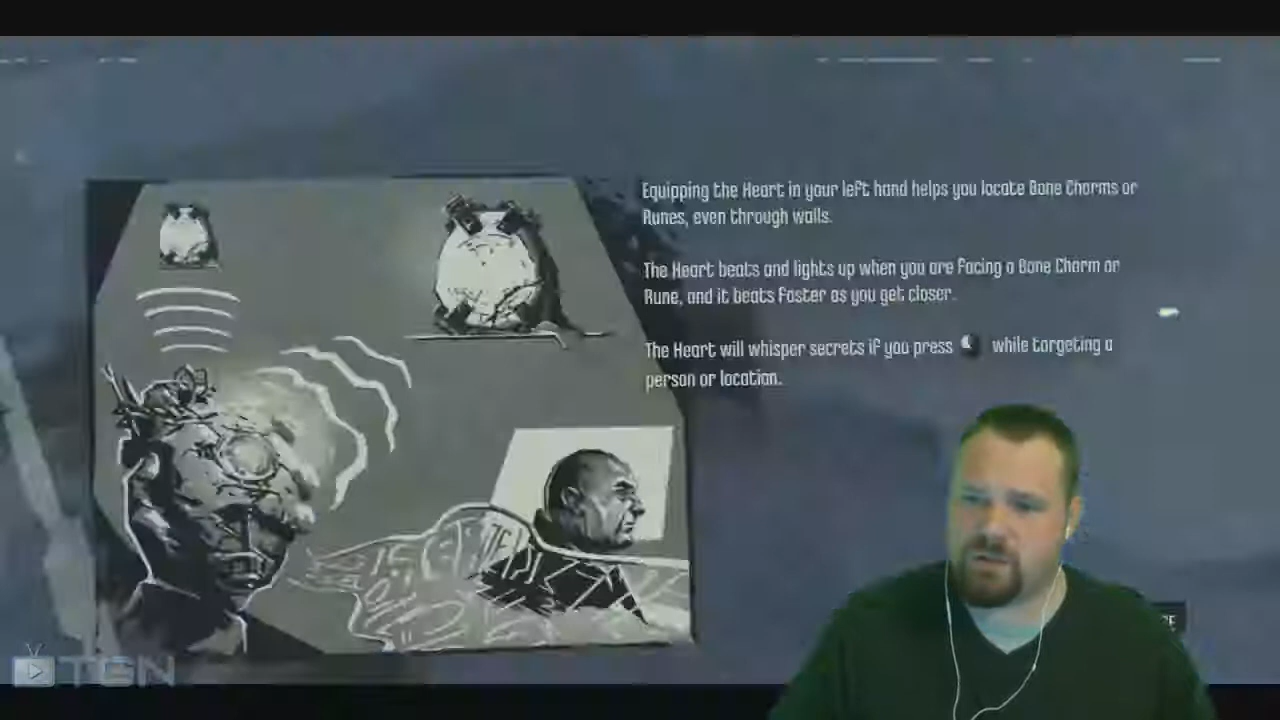 Equipping the Heart in your left hand helps you locate Bone Charms or
Runes, even through walls.
The Heart beats and lights up when you are facing a Bone Charm or
Rune, and it beats faster as you get closer.
The Heart will whisper secrets if you press while targeting a
person or location.
TGN